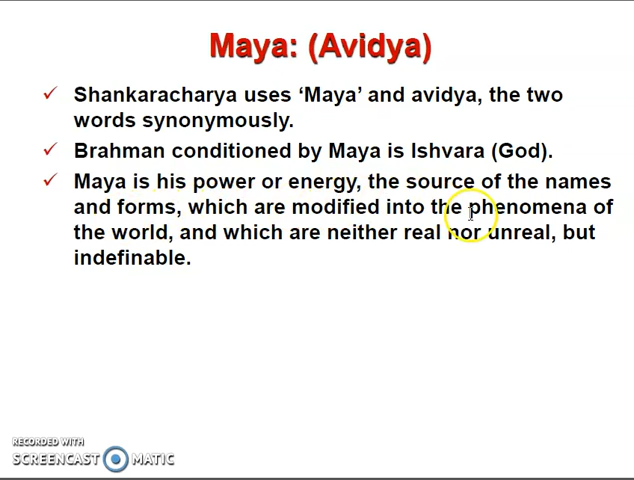 Maya: (Avidya)
✓ Shankaracharya uses ‘Maya’ and avidya, the two
words synonymously.
✓ Brahman conditioned by Maya is Ishvara (God).
✓ Maya is his power or energy, the source of the names
and forms, which are modified into the phenomena of
the world, and which are neither real nor unreal, but
indefinable.
RECORDED WITH
SCREENCAST MATIC